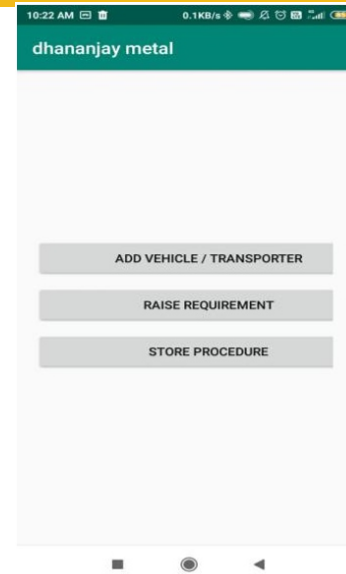 10:22 AM 0.1KB/s
dhananjay metal
ADD VEHICLE / TRANSPORTER
RAISE REQUIREMENT
STORE PROCEDURE